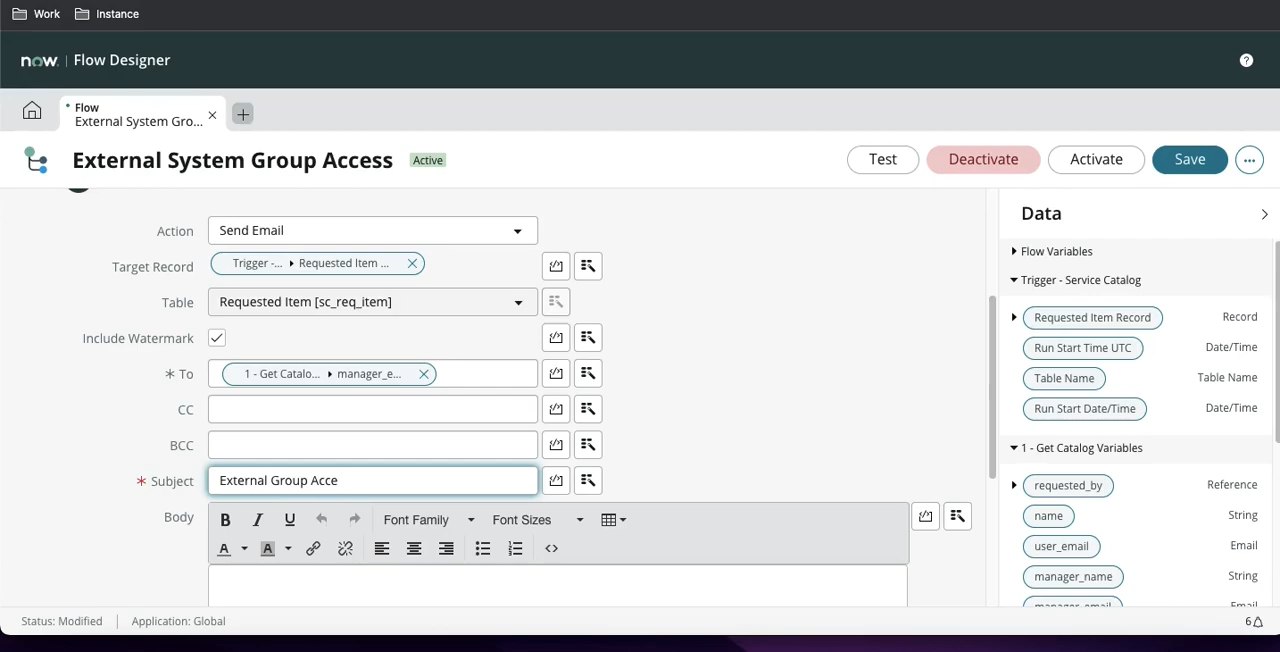 Work Instance
now. | Flow Designer
Flow
External System Gro...
External System Group Access Active Test Deactivate Activate Save
Data
Flow Variables
Trigger - Service Catalog
Requested Item Record Record
Run Start Time UTC Date/Time
Table Name Table Name
Run Start Date/Time Date/Time
1 - Get Catalog Variables
requested_by Reference
name String
user_email Email
manager_name String
manager_email Email
Action Send Email
Target Record Trigger -... Requested Item ...
Table Requested Item [sc_req_item]
Include Watermark
* To 1 - Get Catalo... manager_e...
CC
BCC
* Subject External Group Acce
Body B I U Font Family Font Sizes
A A
Status: Modified Application: Global 6